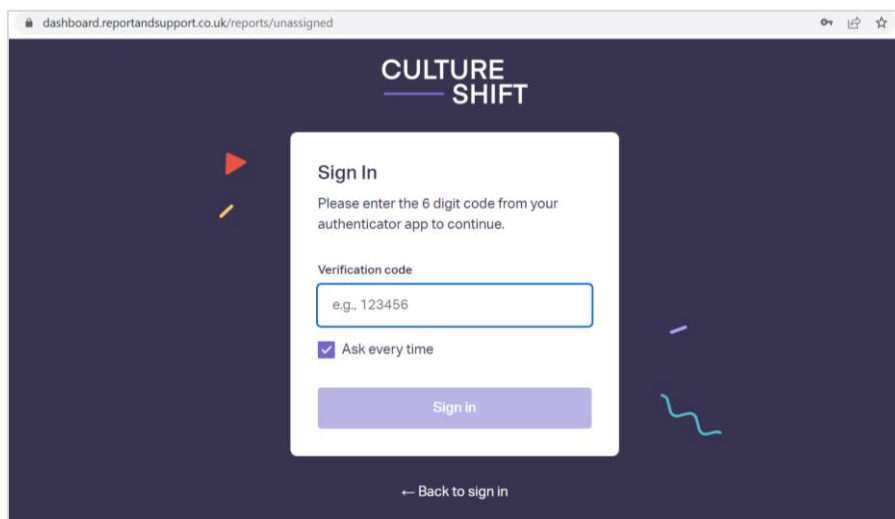 dashboard.reportandsupport.co.uk/reports/unassigned
CULTURE
SHIFT
Sign In
Please enter the 6 digit code from your
authenticator app to continue.
Verification code
e.g., 123456
Ask every time
Sign in
← Back to sign in